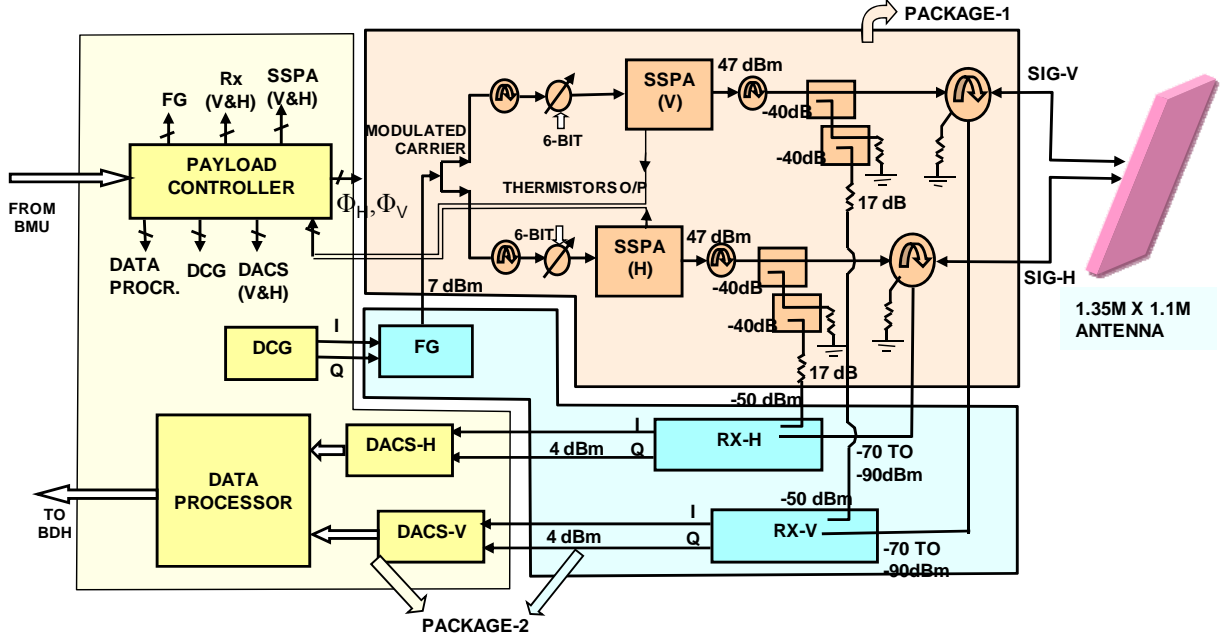 PACKAGE-1
FG
Rx
(V&H)
SSPA
(V&H)
PAYLOAD
CONTROLLER
FROM
BMU
ΦH,ΦV
DATA
PROCR.
DCG
DACS
(V&H)
MODULATED
CARRIER
6-BIT
SSPA
(V)
47 dBm
-40dB
-40dB
17 dB
SIG-V
THERMISTORS O/P
6-BIT
SSPA
(H)
47 dBm
-40dB
-40dB
17 dB
SIG-H
1.35M X 1.1M
ANTENNA
7 dBm
DCG
I
Q
FG
-50 dBm
DATA
PROCESSOR
TO
BDH
DACS-H
I
4 dBm
Q
RX-H
-70 TO
-90dBm
-50 dBm
DACS-V
I
4 dBm
Q
RX-V
-70 TO
-90dBm
PACKAGE-2